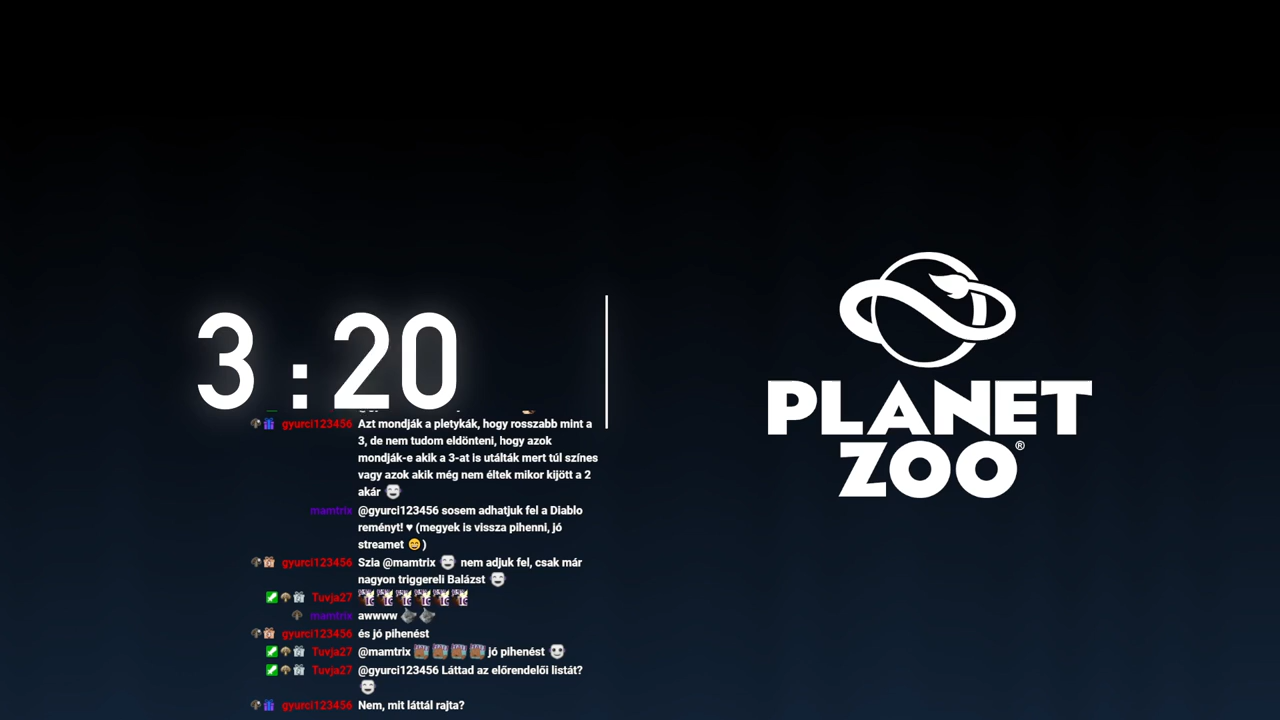 3:20
gyurci123456 Azt mondják a pletykák, hogy rosszabb mint a
3, de nem tudom eldönteni, hogy azok
mondják-e akik a 3-at is utálták mert túl színes
vagy azok akik még nem éltek mikor kijött a 2
akár
mamtrix @gyurci123456 sosem adhatjuk fel a Diablo
reményt! ♥ (megyek is vissza pihenni, jó
streamet 😄)
gyurci123456 Szia @mamtrix nem adjuk fel, csak már
nagyon triggereli Balázst
Tuvja27
mamtrix awwww
gyurci123456 és jó pihenést
Tuvja27 @mamtrix jó pihenést
Tuvja27 @gyurci123456 Láttad az előrendelői listát?
gyurci123456 Nem, mit láttál rajta?
PLANET
ZOO®